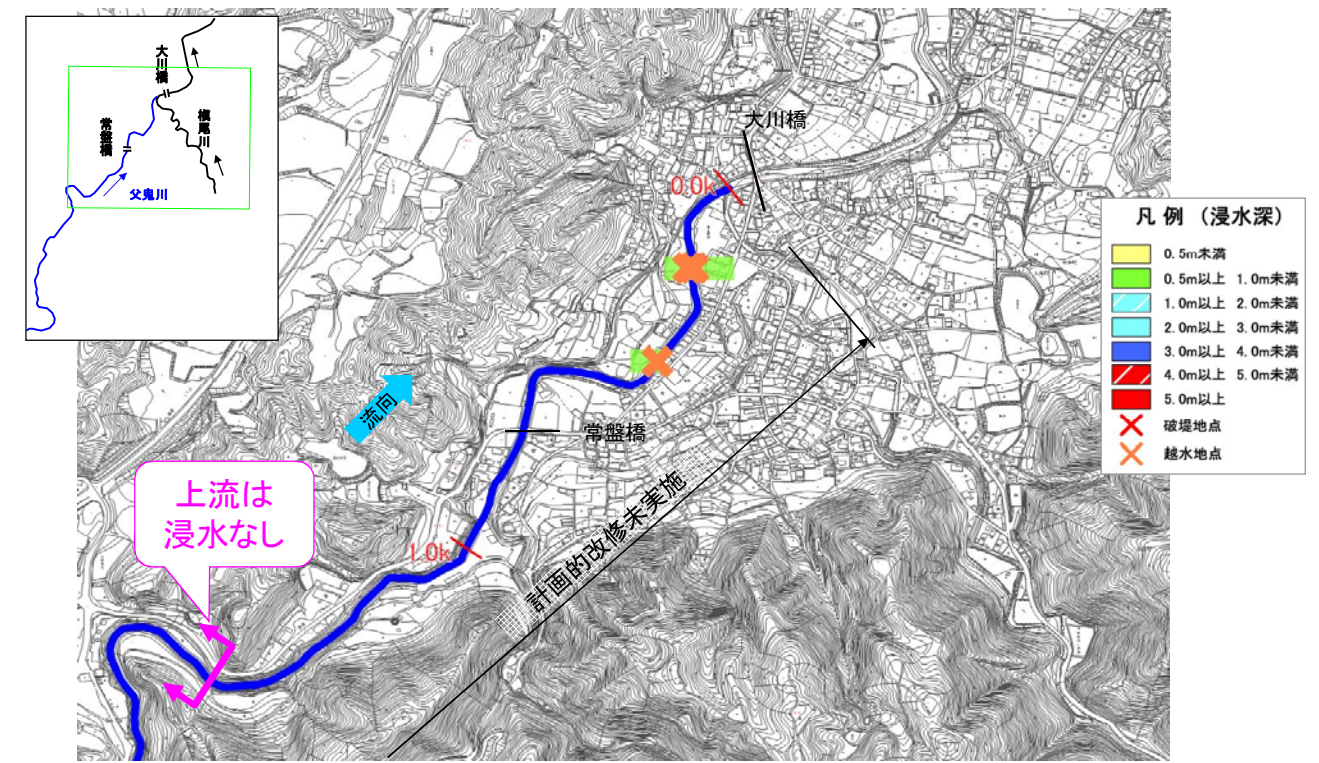 大川橋
槇尾川
常盤橋
父鬼川
大川橋
0.0k
凡 例 （浸水深）
0.5m未満
0.5m以上 1.0m未満
1.0m以上 2.0m未満
2.0m以上 3.0m未満
3.0m以上 4.0m未満
4.0m以上 5.0m未満
5.0m以上
破堤地点
越水地点
流向
常盤橋
上流は
浸水なし
計画的改修未実施
1.0k